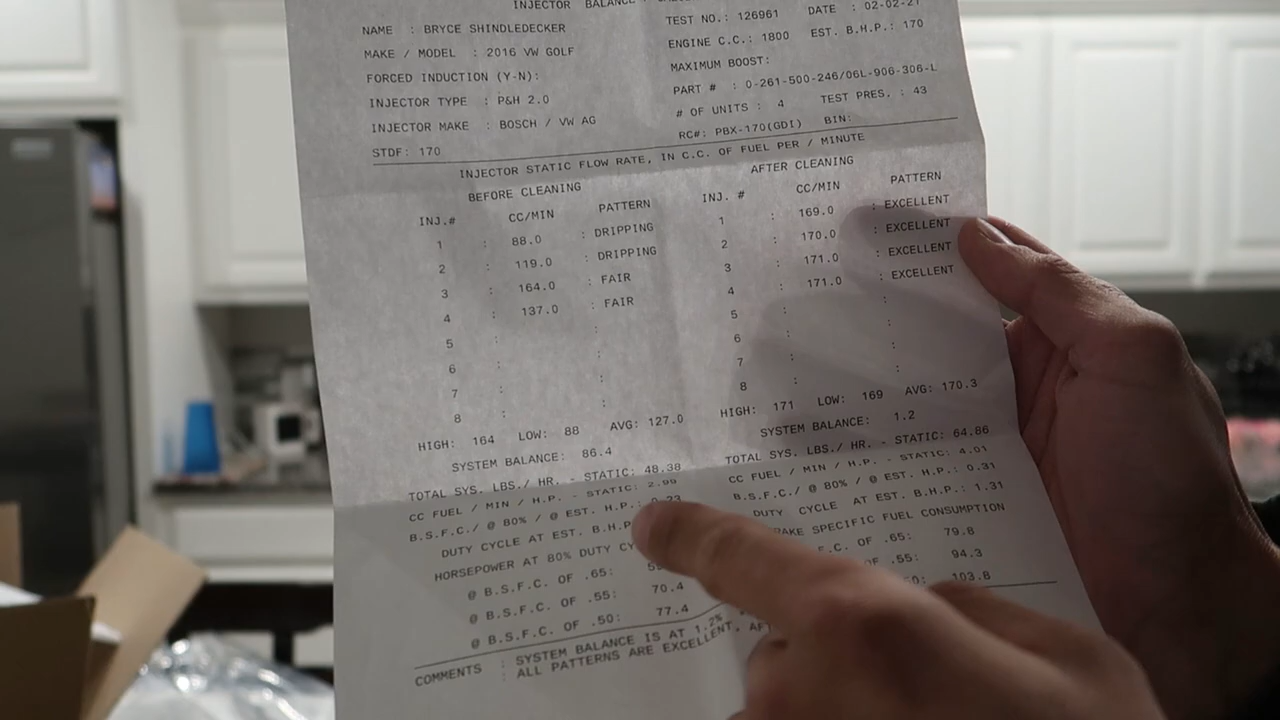 INJECTOR BALANCE
NAME : BRYCE SHINDLEDECKER
MAKE / MODEL : 2016 VW GOLF
FORCED INDUCTION (Y-N):
INJECTOR TYPE : P&H 2.0
INJECTOR MAKE : BOSCH / VW AG
STDF: 170
TEST NO.: 126961 DATE : 02-02-21
ENGINE C.C.: 1800 EST. B.H.P.: 170
MAXIMUM BOOST:
PART # : 0-261-500-246/06L-906-306-L
# OF UNITS : 4 TEST PRES. : 43
RC#: PBX-170(GDI) BIN:
INJECTOR STATIC FLOW RATE, IN C.C. OF FUEL PER / MINUTE
BEFORE CLEANING
INJ.# CC/MIN PATTERN
1 : 88.0 : DRIPPING
2 : 119.0 : DRIPPING
3 : 164.0 : FAIR
4 : 137.0 : FAIR
5 : :
6 : :
7 : :
8 : :
HIGH: 164 LOW: 88 AVG: 127.0
SYSTEM BALANCE: 86.4
TOTAL SYS. LBS./ HR. - STATIC: 48.38
CC FUEL / MIN / H.P. - STATIC: 2.99
B.S.F.C./ @ 80% / @ EST. H.P.: 0.23
DUTY CYCLE AT EST. B.H.P
HORSEPOWER AT 80% DUTY
@ B.S.F.C. OF .65:
@ B.S.F.C. OF .55: 70.4
@ B.S.F.C. OF .50: 77.4
AFTER CLEANING
INJ. # CC/MIN PATTERN
1 : 169.0 : EXCELLENT
2 : 170.0 : EXCELLENT
3 : 171.0 : EXCELLENT
4 : 171.0 : EXCELLENT
5 : :
6 : :
7 : :
8 : :
HIGH: 171 LOW: 169 AVG: 170.3
SYSTEM BALANCE: 1.2
TOTAL SYS. LBS./ HR. - STATIC: 64.86
CC FUEL / MIN / H.P. - STATIC: 4.01
B.S.F.C./ @ 80% / @ EST. H.P.: 0.31
DUTY CYCLE AT EST. B.H.P.: 1.31
SPECIFIC FUEL CONSUMPTION
OF .65: 79.8
OF .55: 94.3
103.8
COMMENTS : SYSTEM BALANCE IS AT 1.2%
: ALL PATTERNS ARE EXCELLENT,